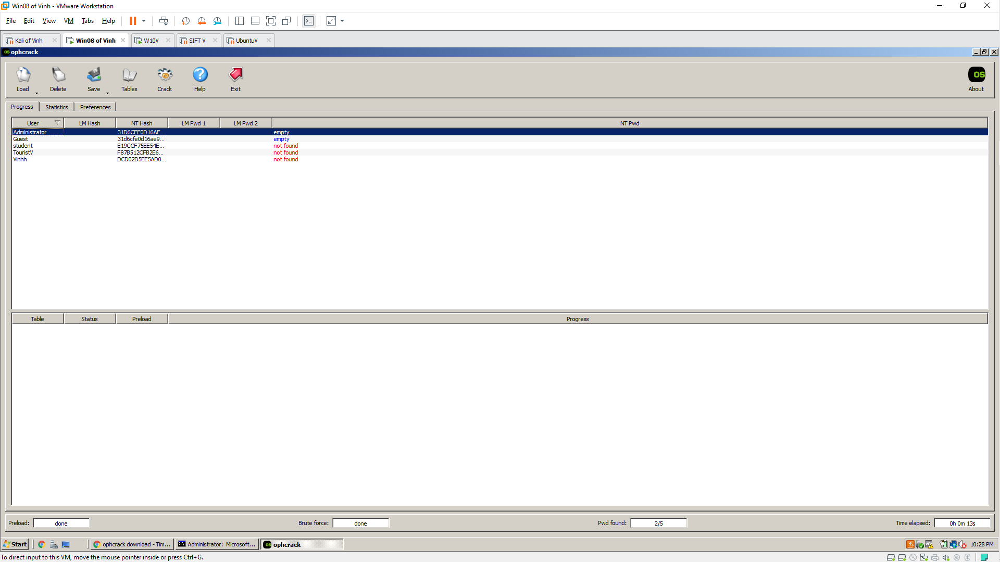 Win08 of Vinh - VMware Workstation
File Edit View VM Tabs Help
Kali of Vinh Win08 of Vinh W10V SIFT V UbuntuV
os ophcrack
OS
Load Delete Save Tables Crack Help Exit About
Progress Statistics Preferences
User LM Hash NT Hash LM Pwd 1 LM Pwd 2 NT Pwd
Administrator 31D6CFE0D16AE... empty
Guest 31d6cfe0d16ae9... empty
student E19CCF75EE54E... not found
TouristV F87B512CFB2E6... not found
Vinhh DCD02D5EE5AD0... not found
Table Status Preload Progress
Preload: done Brute force: done Pwd found: 2/5 Time elapsed: 0h 0m 13s
Start ophcrack download - Tim... Administrator: Microsoft... os ophcrack 10:28 PM
To direct input to this VM, move the mouse pointer inside or press Ctrl+G.